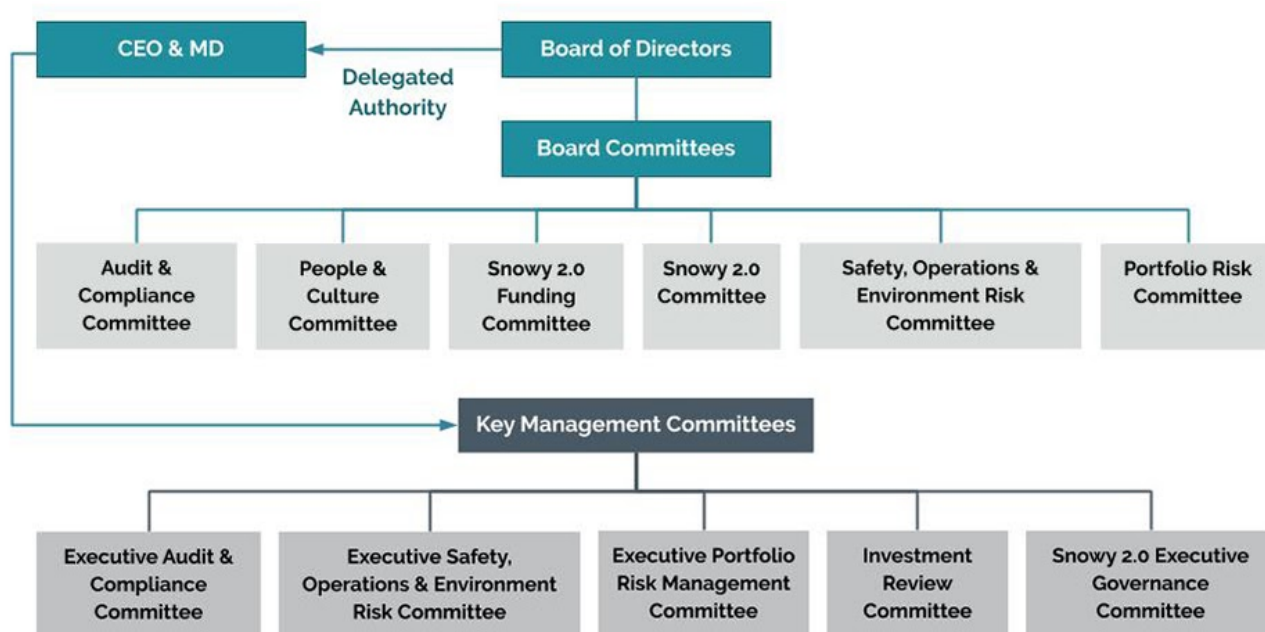 CEO & MD
Board of Directors
Delegated
Authority
Board Committees
Audit &
Compliance
Committee
People &
Culture
Committee
Snowy 2.0
Funding
Committee
Snowy 2.0
Committee
Safety, Operations &
Environment Risk
Committee
Portfolio Risk
Committee
Key Management Committees
Executive Audit &
Compliance
Committee
Executive Safety,
Operations & Environment
Risk Committee
Executive Portfolio
Risk Management
Committee
Investment
Review
Committee
Snowy 2.0 Executive
Governance
Committee